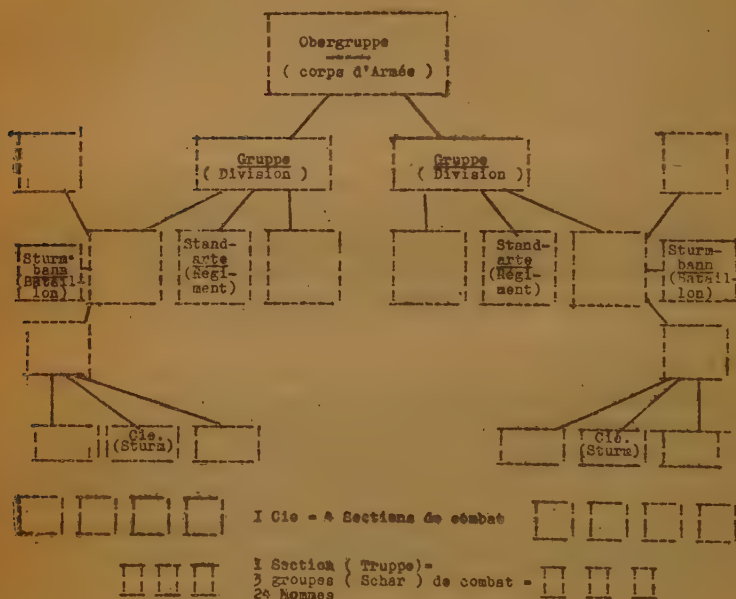 Obergruppe
( corps d'Armée )
Gruppe
( Division )
Gruppe
( Division )
Stand-
arte
(Régi-
ment)
Stand-
arte
(Régi-
ment)
Sturm-
bann
(Batail-
lon)
Sturm-
bann
(Batail-
lon)
Cie.
(Sturm)
Cie.
(Sturm)
I Cie = 4 Sections de combat
I Section ( Truppe)=
3 groupes ( Schar ) de combat =
24 Hommes